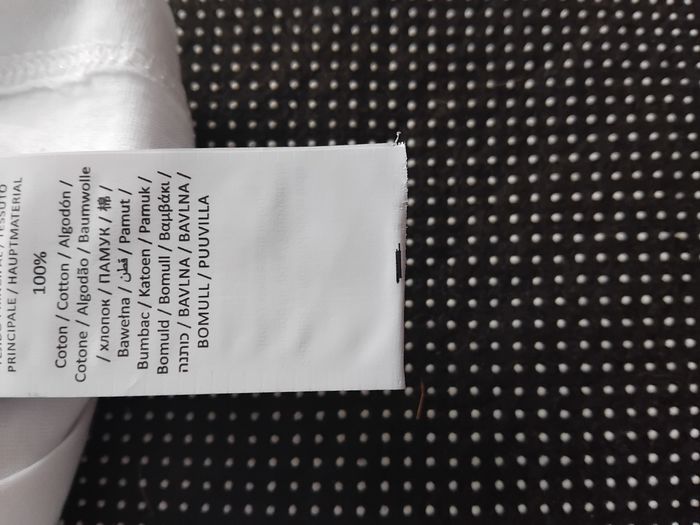 PRINCIPALE / HAUPTMATERIAL
100%
Coton / Cotton / Algodón /
Cotone / Algodão / Baumwolle
/ хлопок / ПАМУК / 棉 /
Bawełna / قطن / Pamut /
Bumbac / Katoen / Pamuk /
Bomuld / Bomull / Βαμβάκι /
כותנה / BAVLNA / BAVLNA /
BOMULL / PUUVILLA